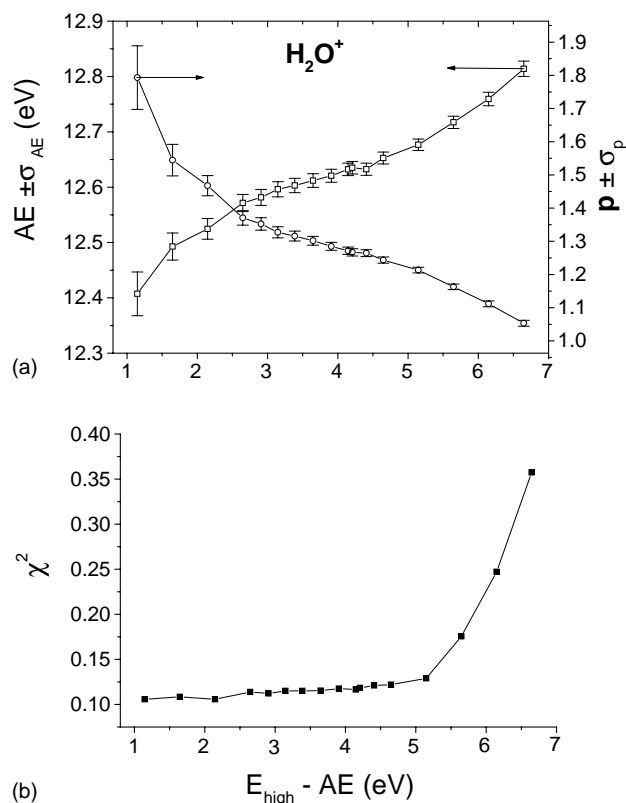 12.9
12.8
12.7
12.6
12.5
12.4
12.3
AE ±σ AE (eV)
H₂O⁺
1.9
1.8
1.7
1.6
1.5
1.4
1.3
1.2
1.1
1.0
p ± σp
1 2 3 4 5 6 7
(a)
0.40
0.35
0.30
0.25
0.20
0.15
0.10
χ²
1 2 3 4 5 6 7
E high - AE (eV)
(b)